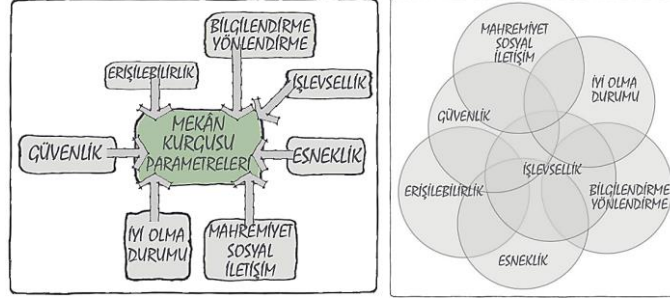 BİLGİLENDİRME
YÖNLENDİRME
ERİŞİLEBİLİRLİK
İŞLEVSELLİK
MEKÂN
KURGUSU
PARAMETRELERİ
GÜVENLİK
ESNEKLİK
İYİ OLMA
DURUMU
MAHREMİYET
SOSYAL
İLETİŞİM
MAHREMİYET
SOSYAL
İLETİŞİM
İYİ OLMA
DURUMU
GÜVENLİK
İŞLEVSELLİK
ERİŞİLEBİLİRLİK
BİLGİLENDİRME
YÖNLENDİRME
ESNEKLİK